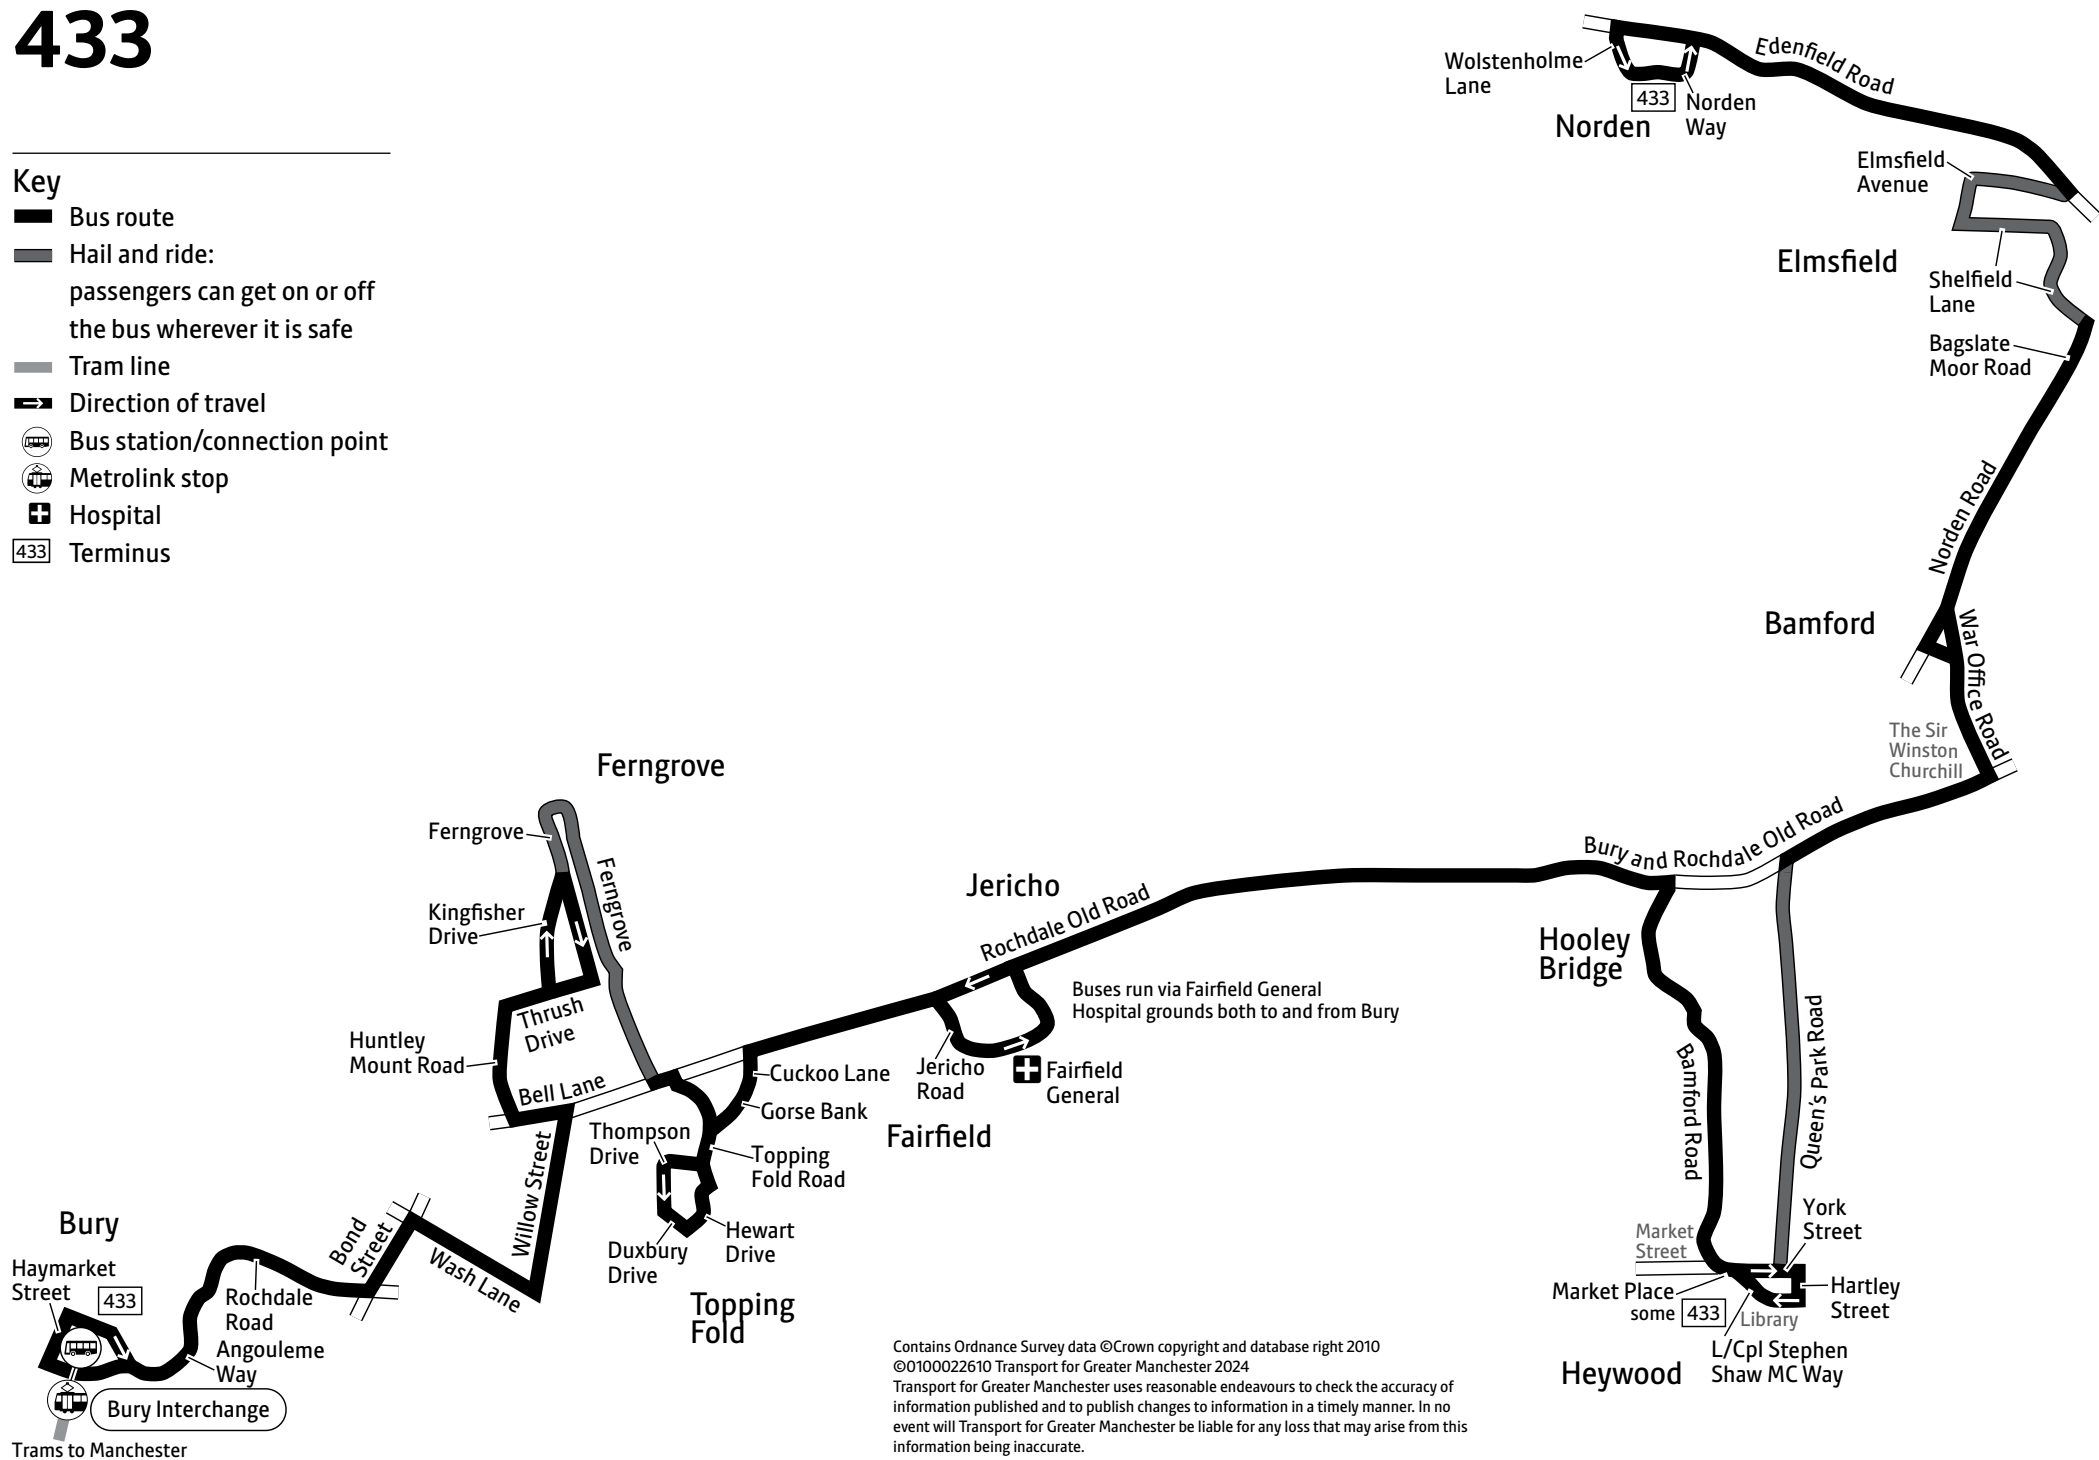 433
Key
Bus route
Hail and ride:
passengers can get on or off
the bus wherever it is safe
Tram line
Direction of travel
Bus station/connection point
Metrolink stop
Hospital
433
Terminus
Wolstenholme
Lane
433
Norden
Way
Norden
Edenfield Road
Elmsfield
Avenue
Elmsfield
Shelfield
Lane
Bagslate
Moor Road
Norden Road
Bamford
War Office Road
The Sir
Winston
Churchill
Bury and Rochdale Old Road
Ferngrove
Ferngrove
Ferngrove
Kingfisher
Drive
Thrush
Drive
Huntley
Mount Road
Bell Lane
Jericho
Rochdale Old Road
Buses run via Fairfield General
Hospital grounds both to and from Bury
Jericho
Road
Fairfield
General
Fairfield
Cuckoo Lane
Gorse Bank
Thompson
Drive
Topping
Fold Road
Hewart
Drive
Duxbury
Drive
Topping
Fold
Hooley
Bridge
Bamford Road
Queen's Park Road
York
Street
Market
Street
Market Place
some
433
Library
Hartley
Street
L/Cpl Stephen
Shaw MC Way
Heywood
Willow Street
Wash Lane
Bond
Street
Bury
Haymarket
Street
433
Rochdale
Road
Angouleme
Way
Bury Interchange
Trams to Manchester
Contains Ordnance Survey data ©Crown copyright and database right 2010
©0100022610 Transport for Greater Manchester 2024
Transport for Greater Manchester uses reasonable endeavours to check the accuracy of
information published and to publish changes to information in a timely manner. In no
event will Transport for Greater Manchester be liable for any loss that may arise from this
information being inaccurate.